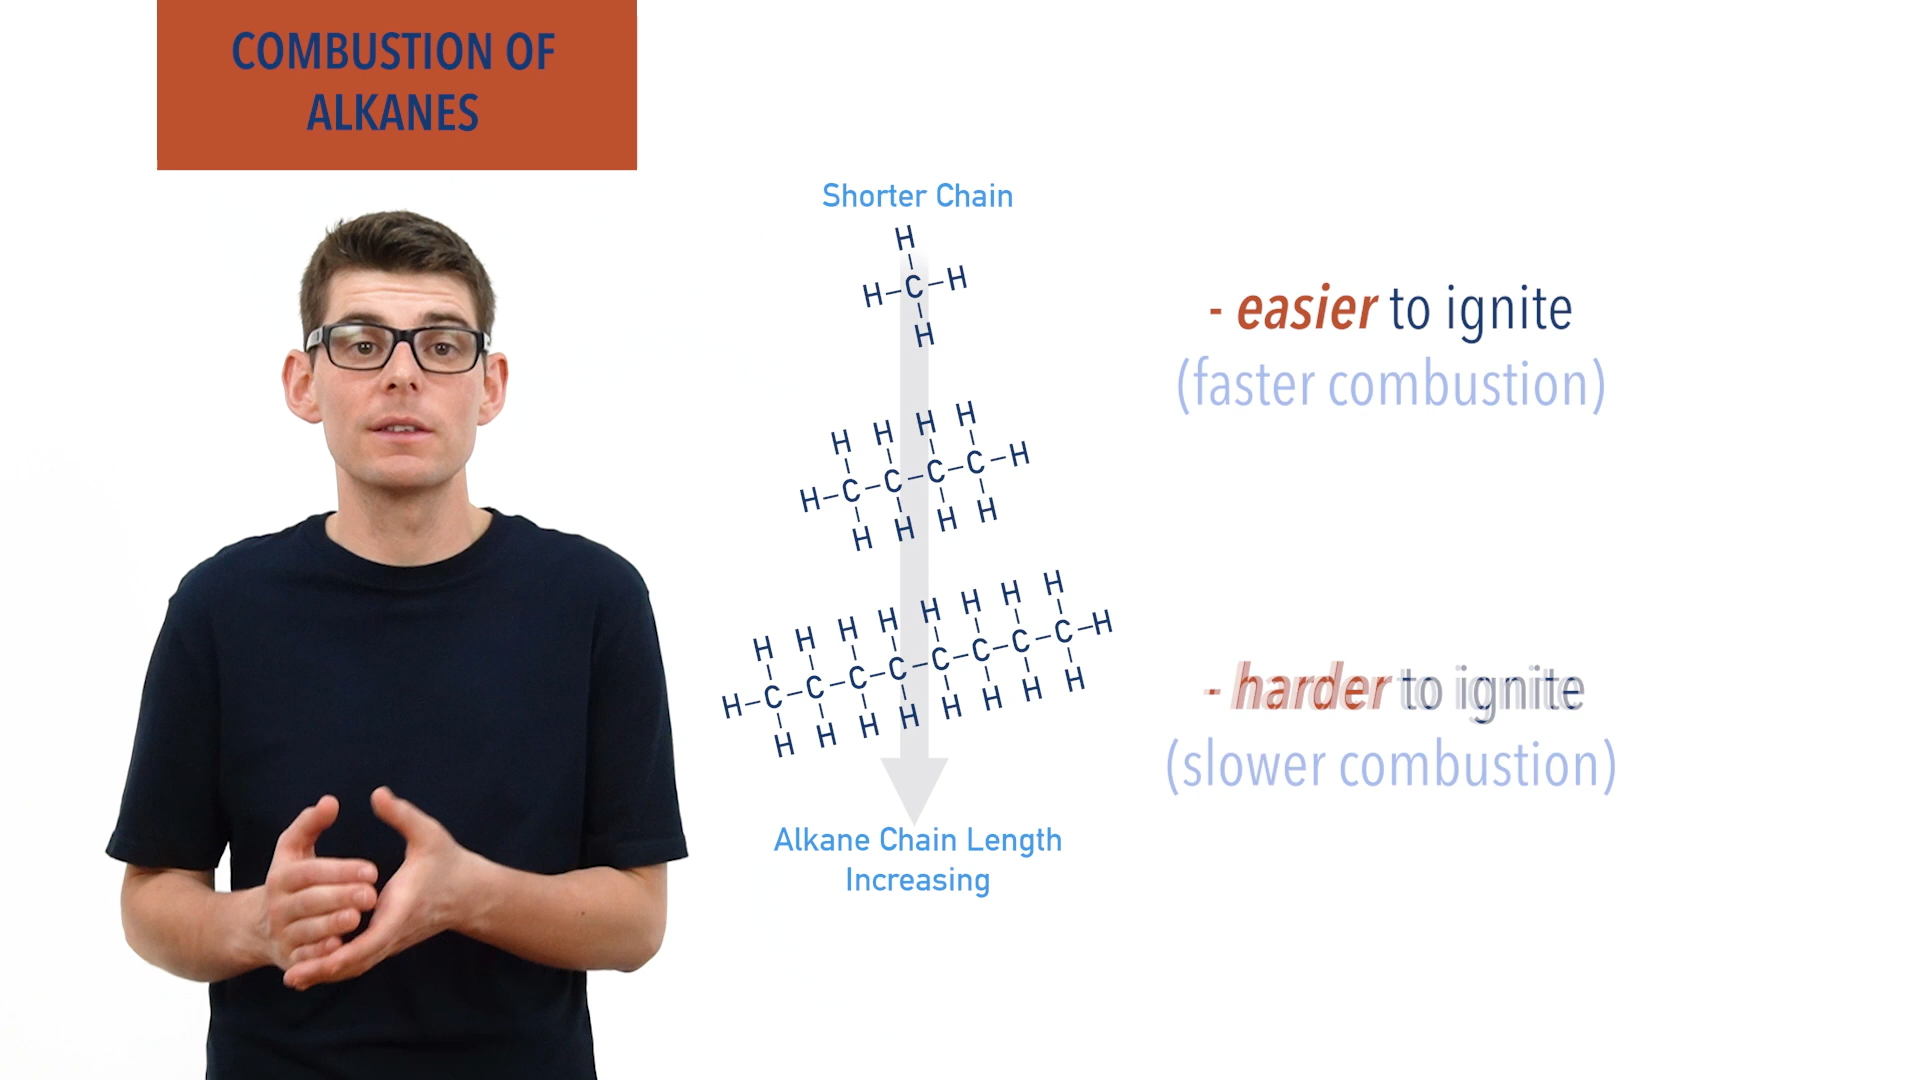 COMBUSTION OF
ALKANES
Shorter Chain
H
H-C-H
H
H H H H
H-C-C-C-C-H
H H H H
H H H H H H H H
H-C-C-C-C-C-C-C-C-H
H H H H H H H H
Alkane Chain Length
Increasing
- easier to ignite
(faster combustion)
- harder to ignite
(slower combustion)